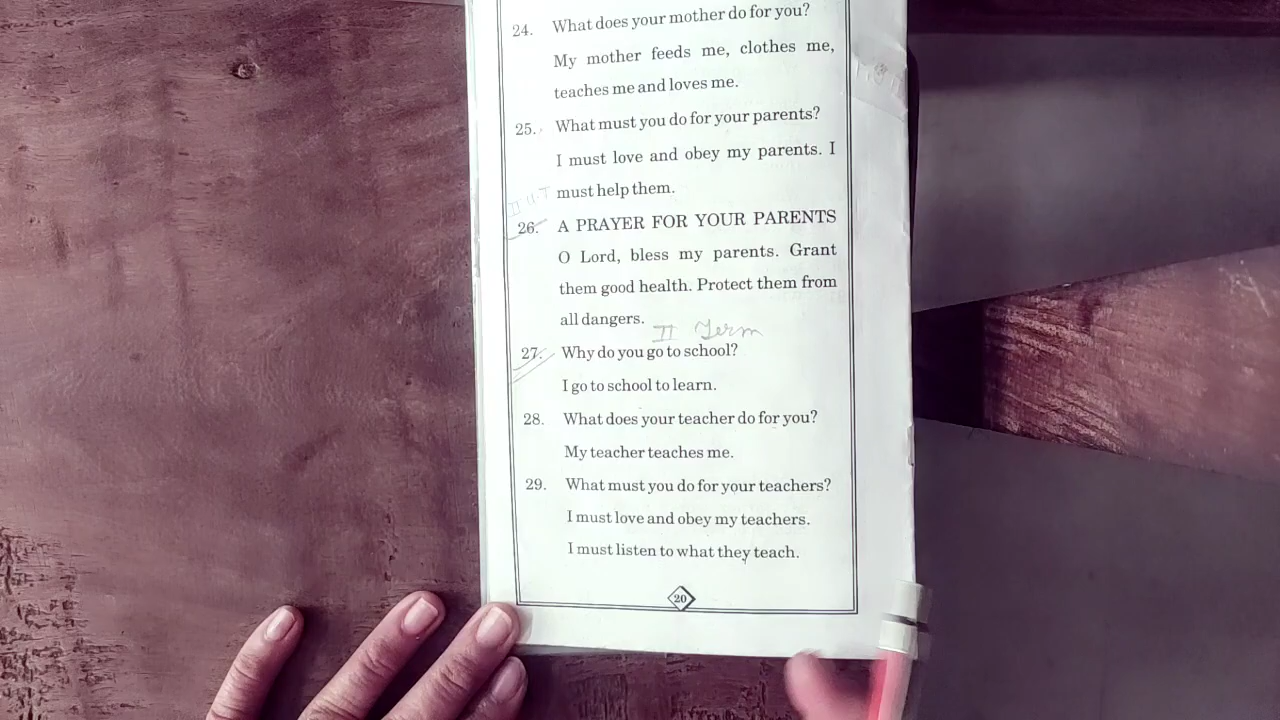 24. What does your mother do for you?
My mother feeds me, clothes me,
teaches me and loves me.
25. What must you do for your parents?
I must love and obey my parents. I
must help them.
26. A PRAYER FOR YOUR PARENTS
O Lord, bless my parents. Grant
them good health. Protect them from
all dangers.
II Term
27. Why do you go to school?
I go to school to learn.
28. What does your teacher do for you?
My teacher teaches me.
29. What must you do for your teachers?
I must love and obey my teachers.
I must listen to what they teach.
20